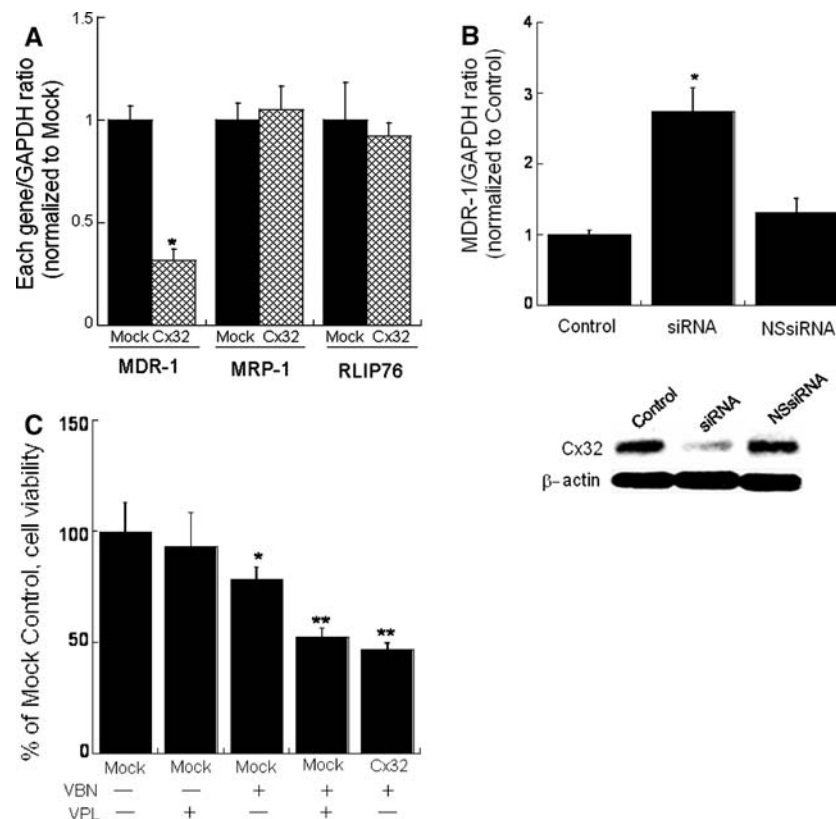 A
Each gene/GAPDH ratio
(normalized to Mock)
1.5
1
0.5
0
*
Mock Cx32 Mock Cx32 Mock Cx32
MDR-1 MRP-1 RLIP76
B
MDR-1/GAPDH ratio
(normalized to Control)
4
3
2
1
0
*
Control siRNA NSsiRNA
Control siRNA NSsiRNA
Cx32
β-actin
C
% of Mock Control, cell viability
150
100
50
0
* ** **
Mock Mock Mock Mock Cx32
VBN — — + + +
VPL — + — + —